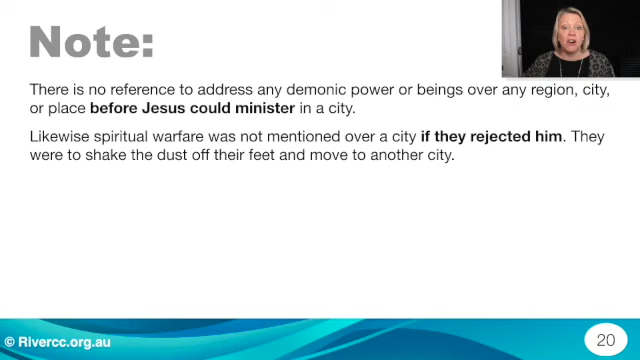 Note:
There is no reference to address any demonic power or beings over any region, city,
or place before Jesus could minister in a city.
Likewise spiritual warfare was not mentioned over a city if they rejected him. They
were to shake the dust off their feet and move to another city.
© Rivercc.org.au
20